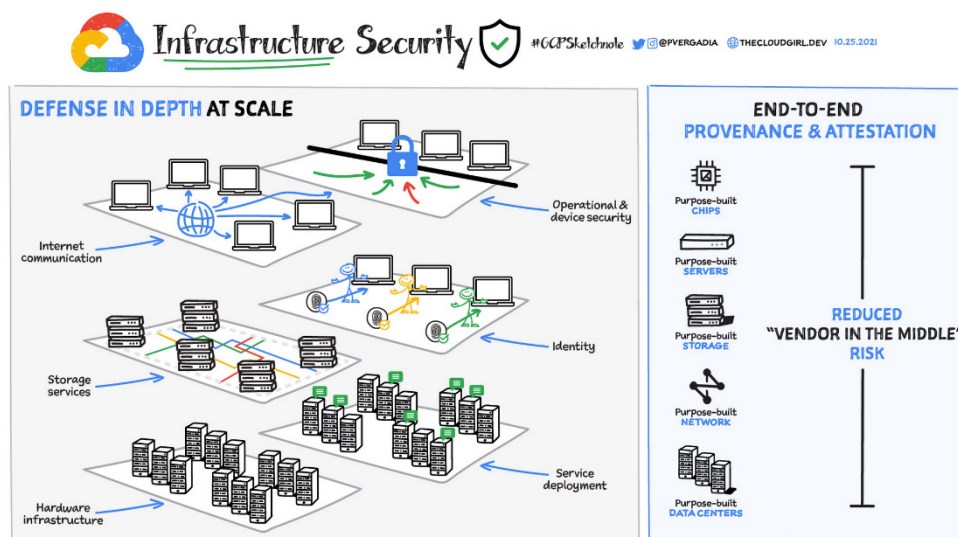 Infrastructure Security
#GCPSketchnote @PVERGADIA THECLOUDGIRL.DEV 10.25.2021
DEFENSE IN DEPTH AT SCALE
Operational &
device security
Internet
communication
Identity
Storage
services
Service
deployment
Hardware
infrastructure
END-TO-END
PROVENANCE & ATTESTATION
Purpose-built
CHIPS
Purpose-built
SERVERS
Purpose-built
STORAGE
Purpose-built
NETWORK
Purpose-built
DATA CENTERS
REDUCED
"VENDOR IN THE MIDDLE"
RISK